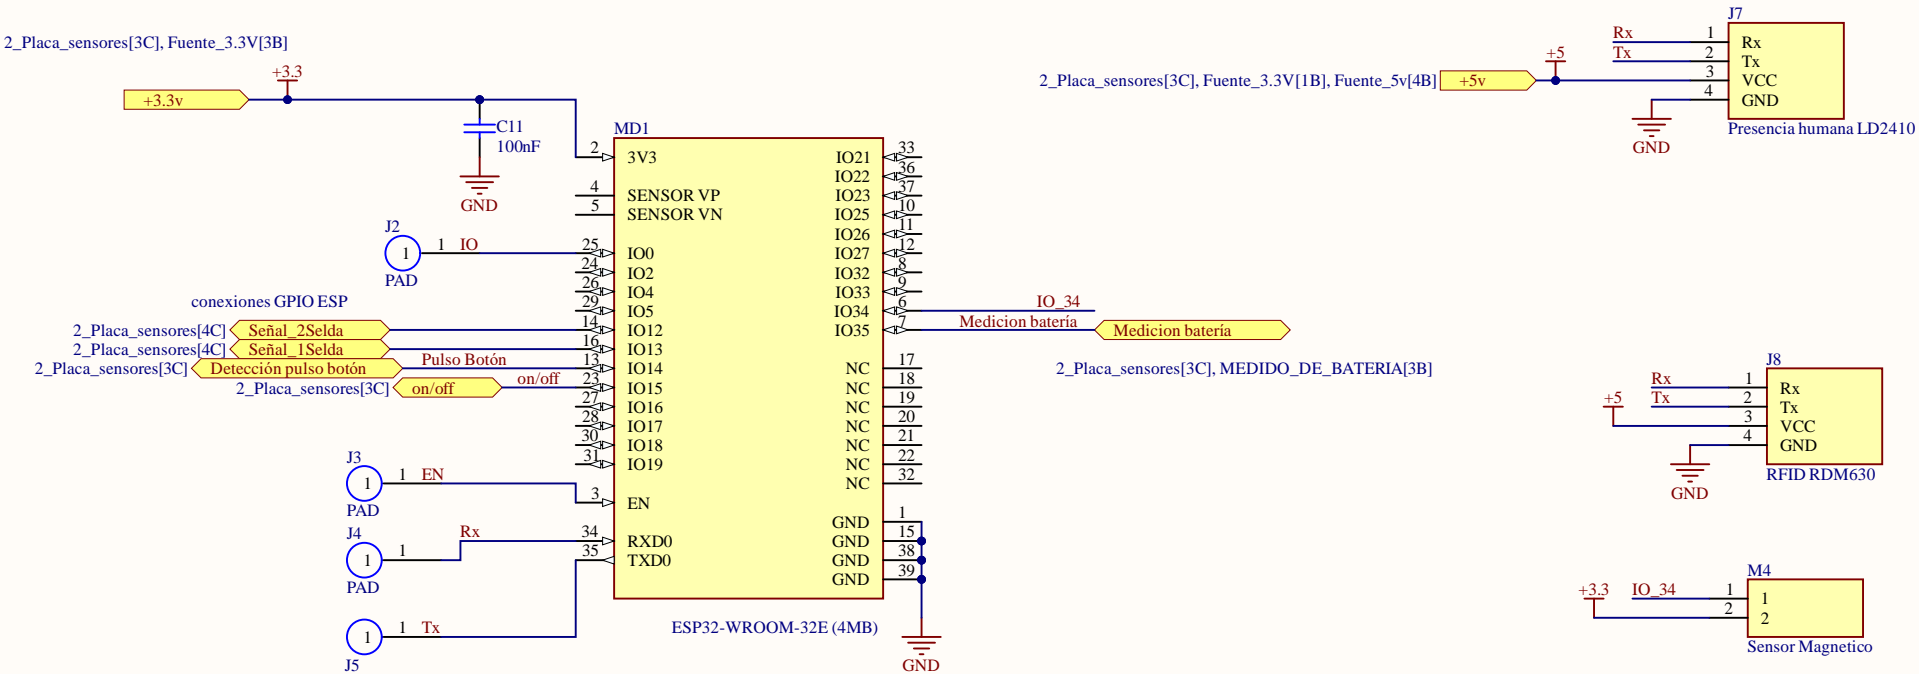 2_Placa_sensores[3C], Fuente_3.3V[3B]
+3.3v
+3.3
C11
100nF
GND
MD1
2 3V3
4 SENSOR VP
5 SENSOR VN
25 IO0
24 IO2
26 IO4
29 IO5
14 IO12
16 IO13
13 IO14
23 IO15
27 IO16
28 IO17
30 IO18
31 IO19
3 EN
34 RXD0
35 TXD0
IO21 33
IO22 36
IO23 37
IO25 10
IO26 11
IO27 12
IO32 8
IO33 9
IO34 6
IO35 7
NC 17
NC 18
NC 19
NC 20
NC 21
NC 22
NC 32
GND 1
GND 15
GND 38
GND 39
ESP32-WROOM-32E (4MB)
GND
J2
1 1 IO
PAD
conexiones GPIO ESP
2_Placa_sensores[4C] Señal_2Selda
2_Placa_sensores[4C] Señal_1Selda
2_Placa_sensores[3C] Detección pulso botón Pulso Botón
2_Placa_sensores[3C] on/off on/off
J3
1 1 EN
PAD
J4
1 1 Rx
PAD
1 1 Tx
J5
IO_34
Medicion batería Medicion batería
2_Placa_sensores[3C], MEDIDO_DE_BATERIA[3B]
2_Placa_sensores[3C], Fuente_3.3V[1B], Fuente_5v[4B] +5v
+5
J7
Rx 1 Rx
Tx 2 Tx
3 VCC
4 GND
GND
Presencia humana LD2410
J8
Rx 1 Rx
Tx 2 Tx
+5 3 VCC
4 GND
GND
RFID RDM630
M4
+3.3 IO_34 1 1
2 2
Sensor Magnetico